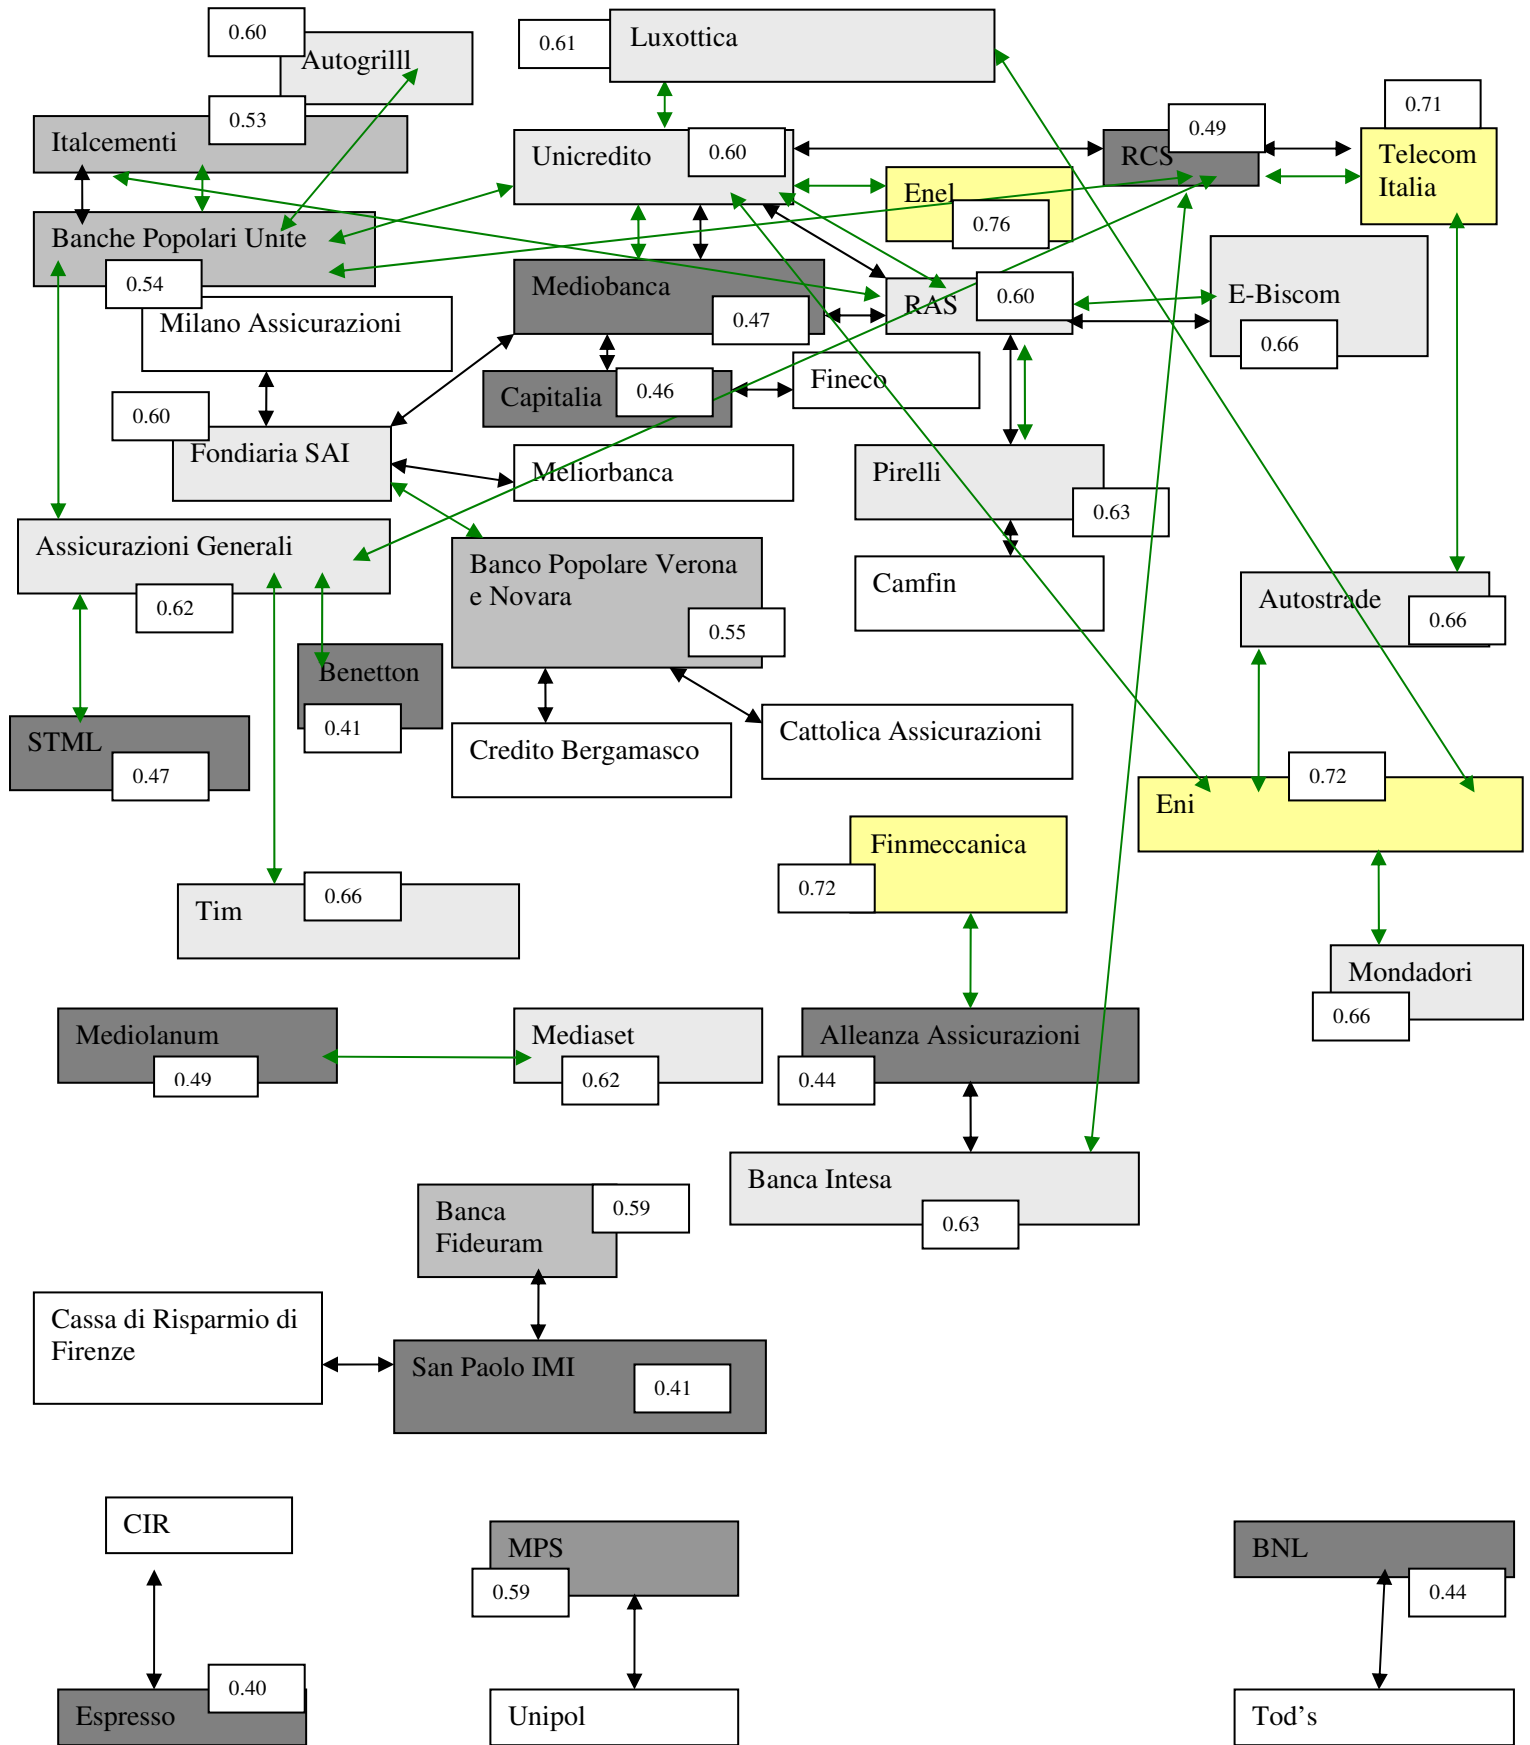 0.60
Autogrilll
0.61
Luxottica
0.53
Italcementi
Unicredito
0.60
0.49
RCS
0.71
Telecom
Italia
Enel
0.76
Banche Popolari Unite
0.54
Mediobanca
0.47
RAS
0.60
E-Biscom
0.66
Milano Assicurazioni
Capitalia
0.46
Fineco
0.60
Fondiaria SAI
Meliorbanca
Pirelli
0.63
Assicurazioni Generali
0.62
Banco Popolare Verona
e Novara
0.55
Camfin
Autostrade
0.66
Benetton
0.41
STML
0.47
Credito Bergamasco
Cattolica Assicurazioni
0.72
Eni
Finmeccanica
0.72
Tim
0.66
Mondadori
0.66
Mediolanum
0.49
Mediaset
0.62
Alleanza Assicurazioni
0.44
Banca Intesa
0.63
Banca
Fideuram
0.59
Cassa di Risparmio di
Firenze
San Paolo IMI
0.41
CIR
MPS
0.59
BNL
0.44
0.40
Espresso
Unipol
Tod's